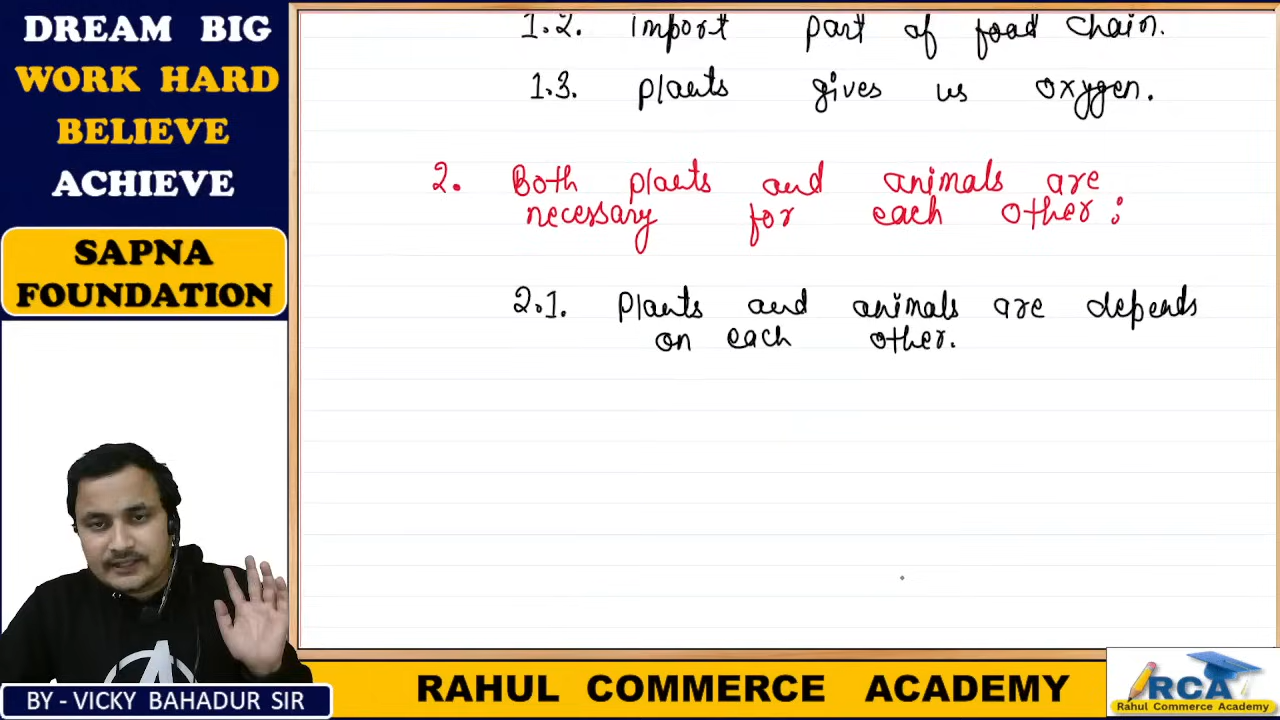 DREAM BIG
WORK HARD
BELIEVE
ACHIEVE
SAPNA
FOUNDATION
1.2. Import part of food chain.
1.3. plants gives us oxygen.
2. Both plants and animals are
necessary for each other :
2.1. Plants and animals are depends
on each other.
BY - VICKY BAHADUR SIR
RAHUL COMMERCE ACADEMY
RCA
Rahul Commerce Academy